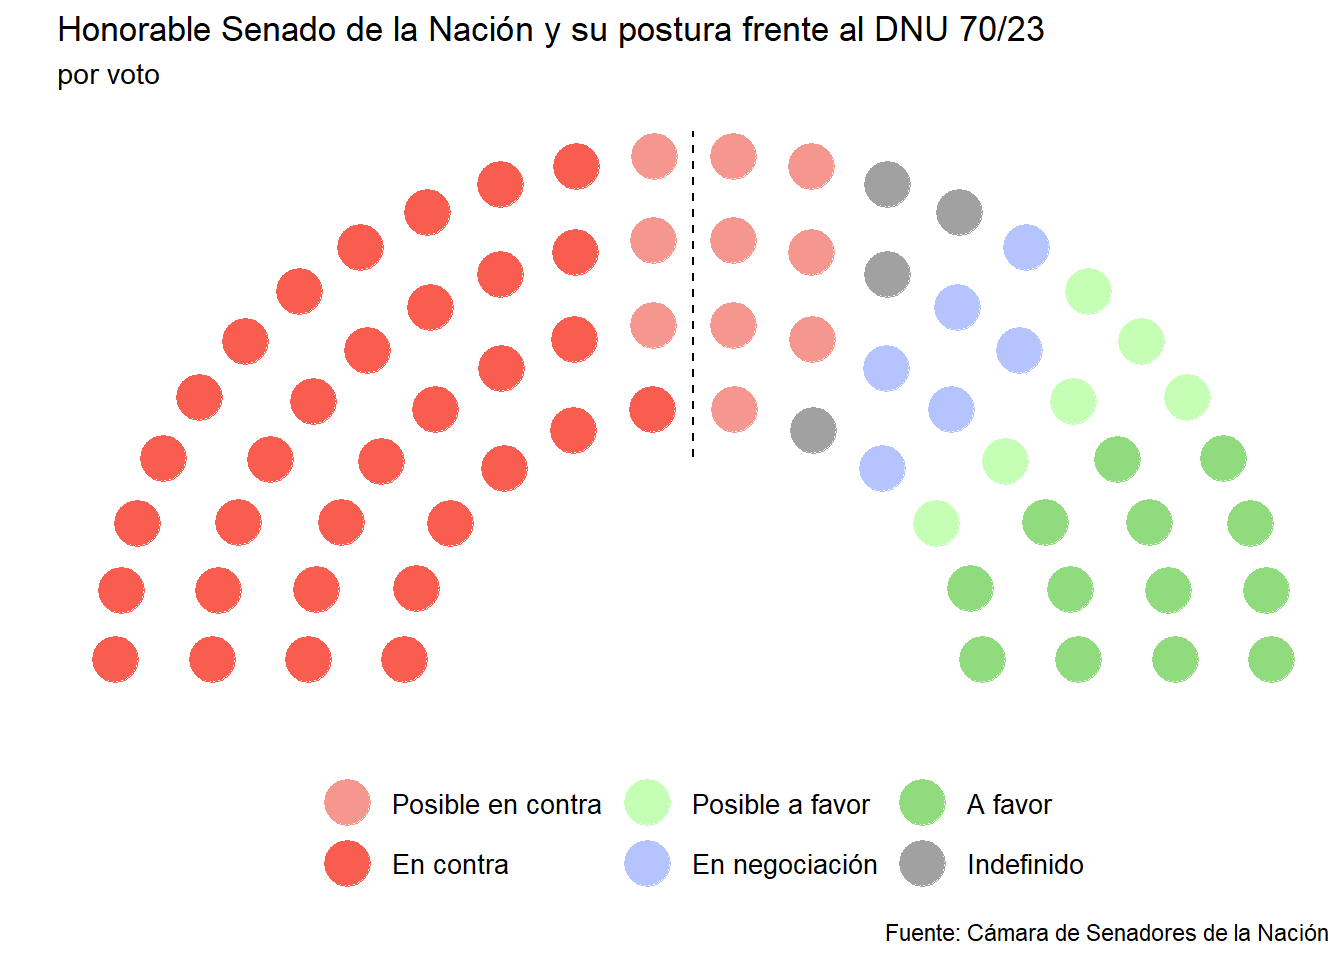 Honorable Senado de la Nación y su postura frente al DNU 70/23
por voto
Posible en contra
Posible a favor
A favor
En contra
En negociación
Indefinido
Fuente: Cámara de Senadores de la Nación